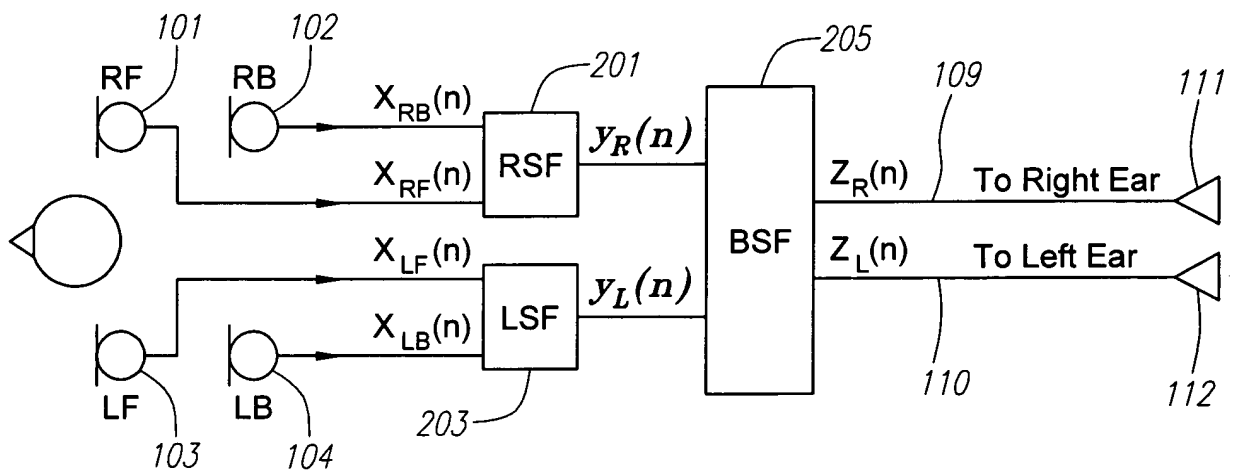 101
102
RF
RB
201
205
X_RB(n)
109
111
y_R(n)
RSF
Z_R(n)
To Right Ear
X_RF(n)
BSF
X_LF(n)
Z_L(n)
To Left Ear
y_L(n)
LSF
X_LB(n)
110
112
LF
LB
203
103
104